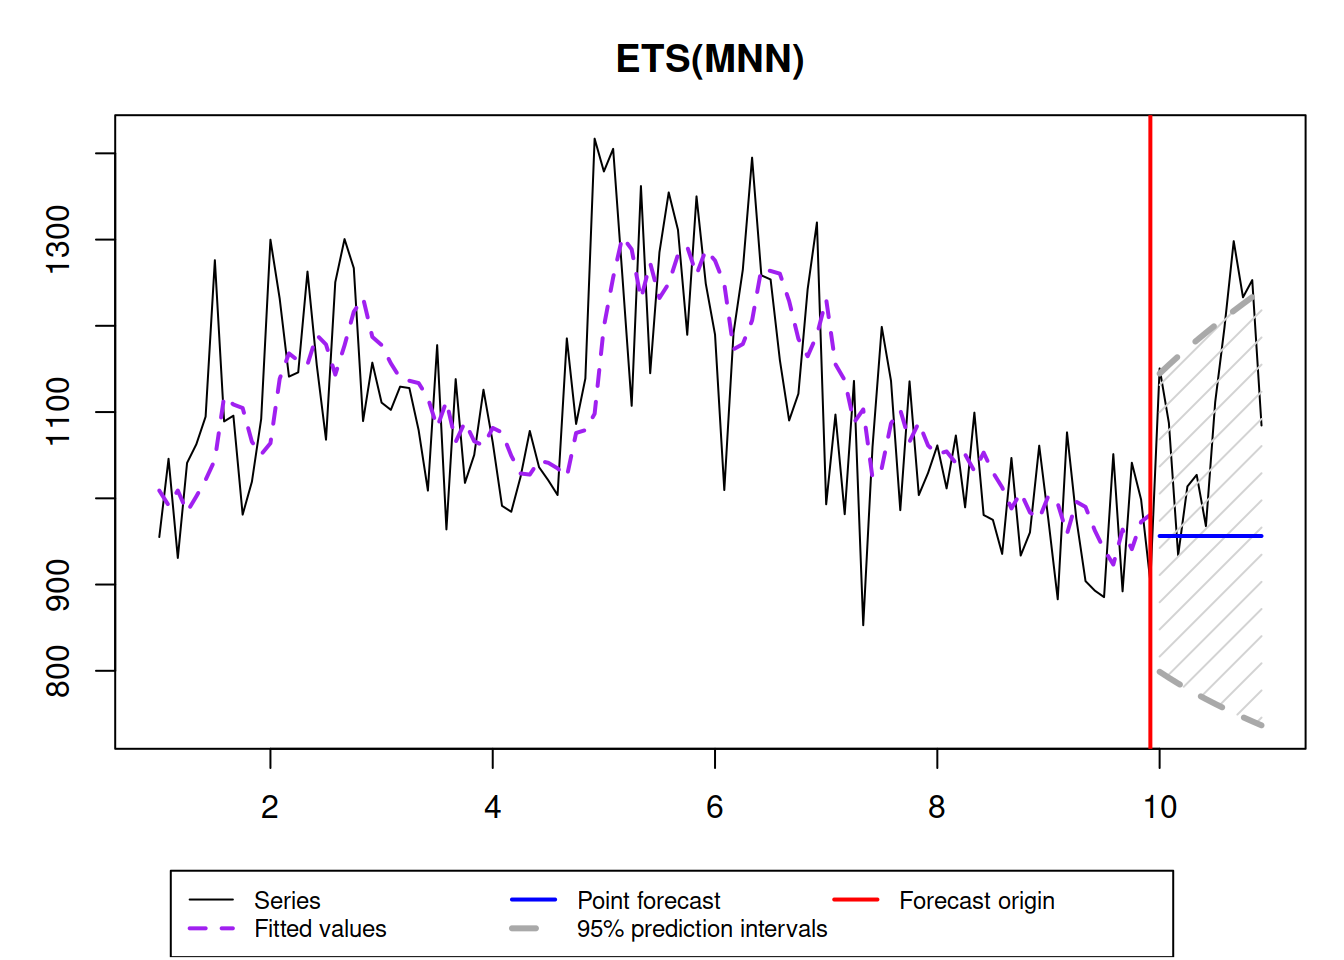 ETS(MNN)
1300
1100
900
800
2 4 6 8 10
Series Point forecast Forecast origin
Fitted values 95% prediction intervals